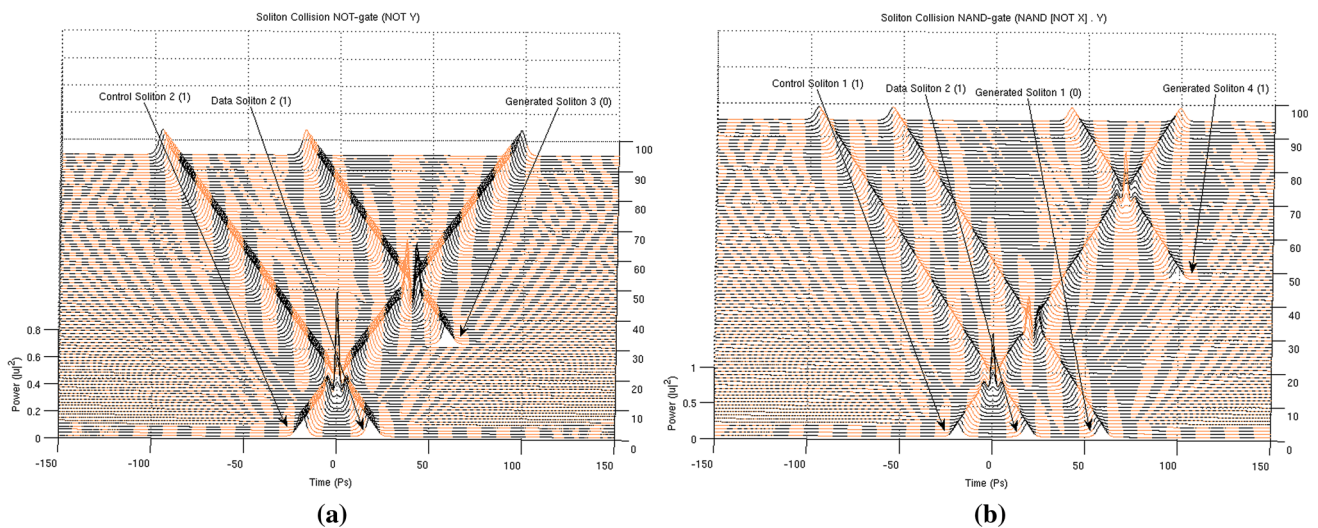 Soliton Collision NOT-gate (NOT Y)
Control Soliton 2 (1)
Data Soliton 2 (1)
Generated Soliton 3 (0)
100
90
80
70
60
50
40
30
20
10
0
0.8
0.6
0.4
0.2
0
Power (|u|²)
-150
-100
-50
0
50
100
150
Time (Ps)
(a)
Soliton Collision NAND-gate (NAND [NOT X] . Y)
Control Soliton 1 (1)
Data Soliton 2 (1)
Generated Soliton 1 (0)
Generated Soliton 4 (1)
100
90
80
70
60
50
40
30
20
10
0
1
0.5
0
Power (|u|²)
-150
-100
-50
0
50
100
150
Time (Ps)
(b)